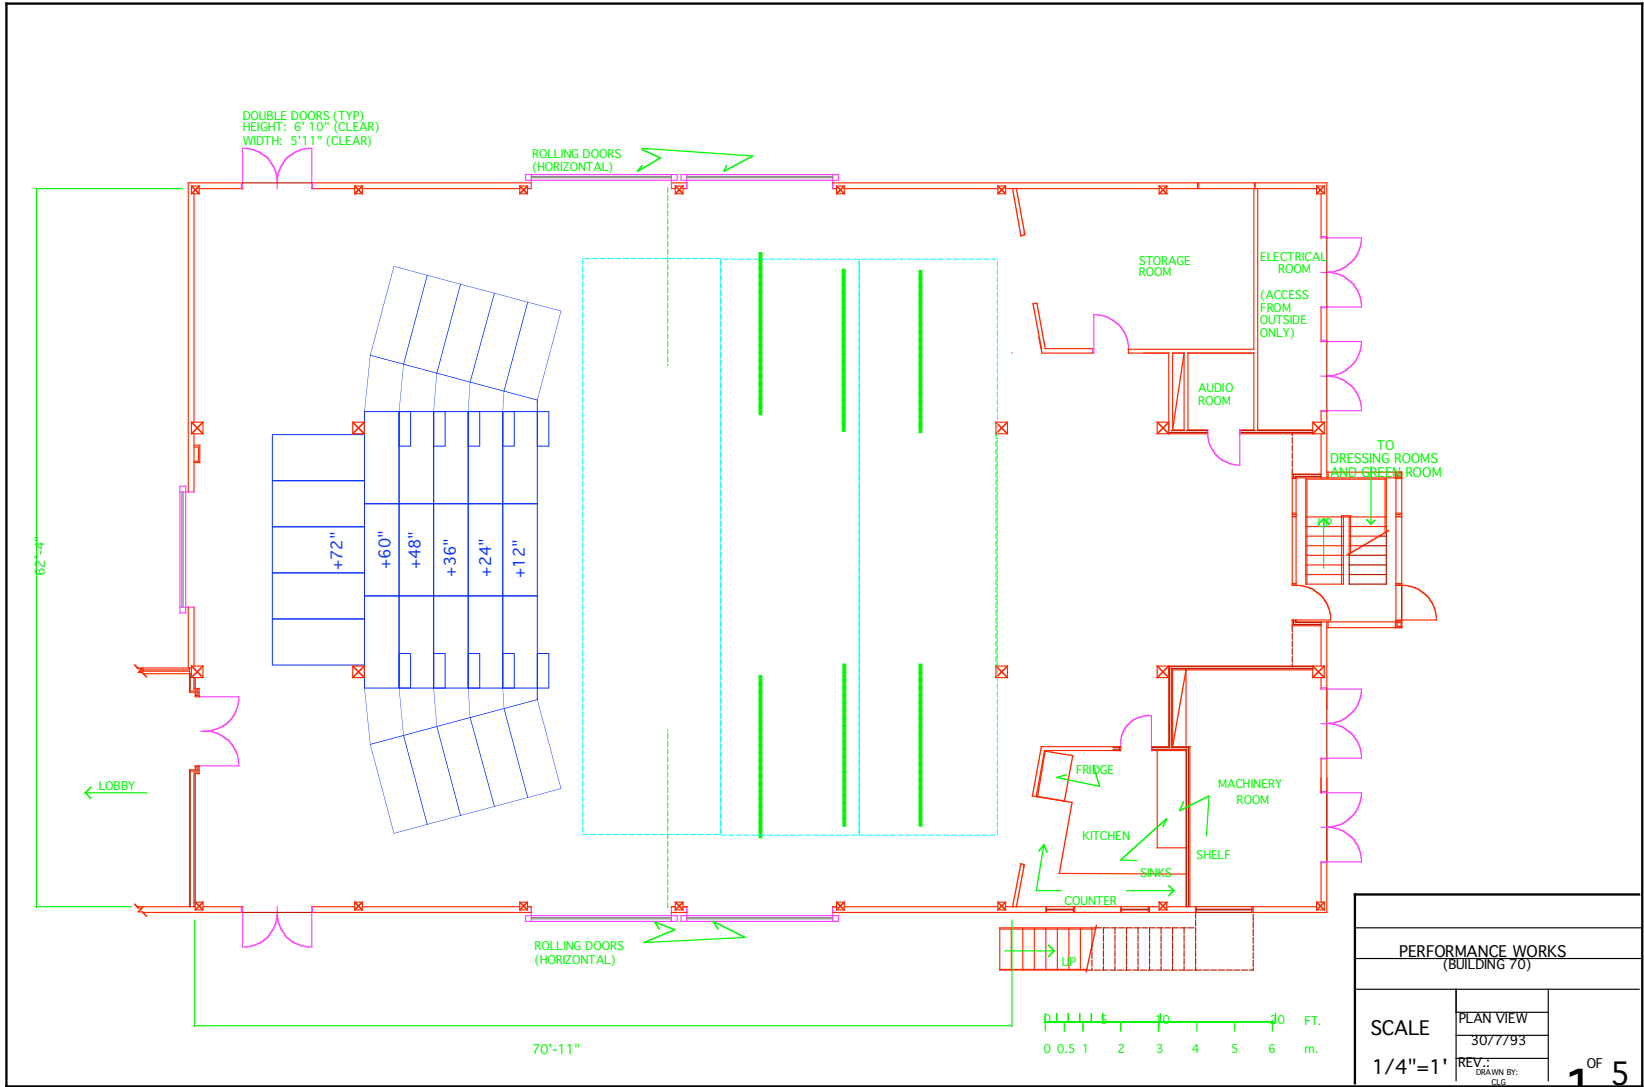 DOUBLE DOORS (TYP)
HEIGHT: 6' 10" (CLEAR)
WIDTH: 5'11" (CLEAR)
ROLLING DOORS
(HORIZONTAL)
STORAGE
ROOM
ELECTRICAL
ROOM
(ACCESS
FROM
OUTSIDE
ONLY)
AUDIO
ROOM
TO
DRESSING ROOMS
AND GREEN ROOM
UP
62'-4"
+72"
+60"
+48"
+36"
+24"
+12"
LOBBY
FRIDGE
MACHINERY
ROOM
KITCHEN
SHELF
SINKS
COUNTER
ROLLING DOORS
(HORIZONTAL)
UP
70'-11"
0 5 10 20 FT.
0 0.5 1 2 3 4 5 6 m.
PERFORMANCE WORKS
(BUILDING 70)
SCALE
1/4"=1'
PLAN VIEW
30/7/93
REV.:
DRAWN BY:
CLG
1 OF 5